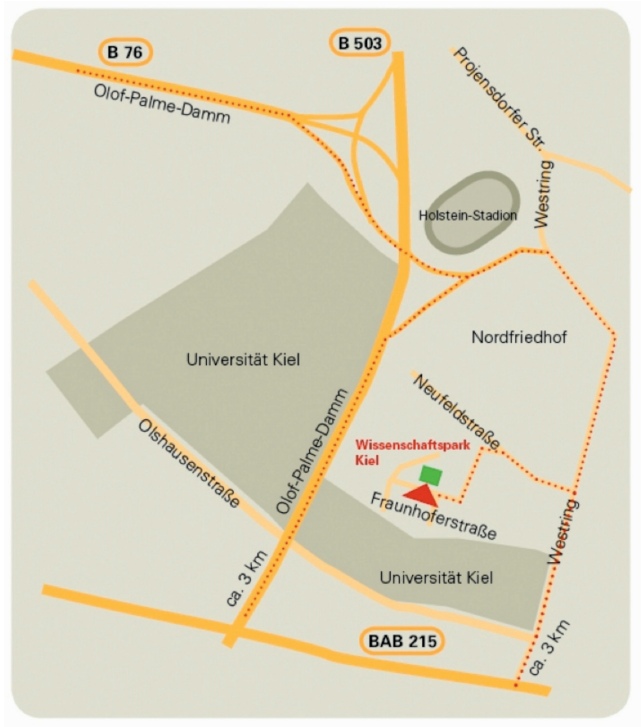 B 76
B 503
Olof-Palme-Damm
Projensdorfer Str.
Westring
Holstein-Stadion
Nordfriedhof
Universität Kiel
Neufeldstraße
Olof-Palme-Damm
Wissenschaftspark
Kiel
Olshausenstraße
Fraunhoferstraße
Westring
Universität Kiel
ca. 3 km
BAB 215
ca. 3 km